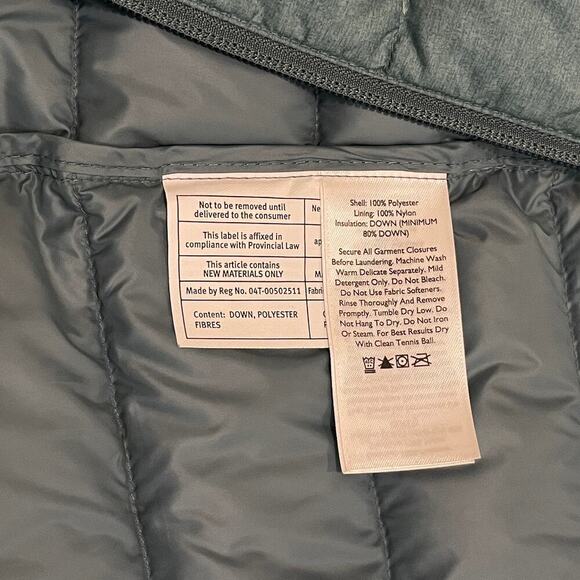 Not to be removed until
delivered to the consumer
This label is affixed in
compliance with Provincial Law
This article contains
NEW MATERIALS ONLY
Made by Reg No. 04T-00502511
Content: DOWN, POLYESTER
FIBRES
Shell: 100% Polyester
Lining: 100% Nylon
Insulation: DOWN (MINIMUM
80% DOWN)
Secure All Garment Closures
Before Laundering. Machine Wash
Warm Delicate Separately. Mild
Detergent Only. Do Not Bleach.
Do Not Use Fabric Softeners.
Rinse Thoroughly And Remove
Promptly. Tumble Dry Low. Do
Not Hang To Dry. Do Not Iron
Or Steam. For Best Results Dry
With Clean Tennis Ball.